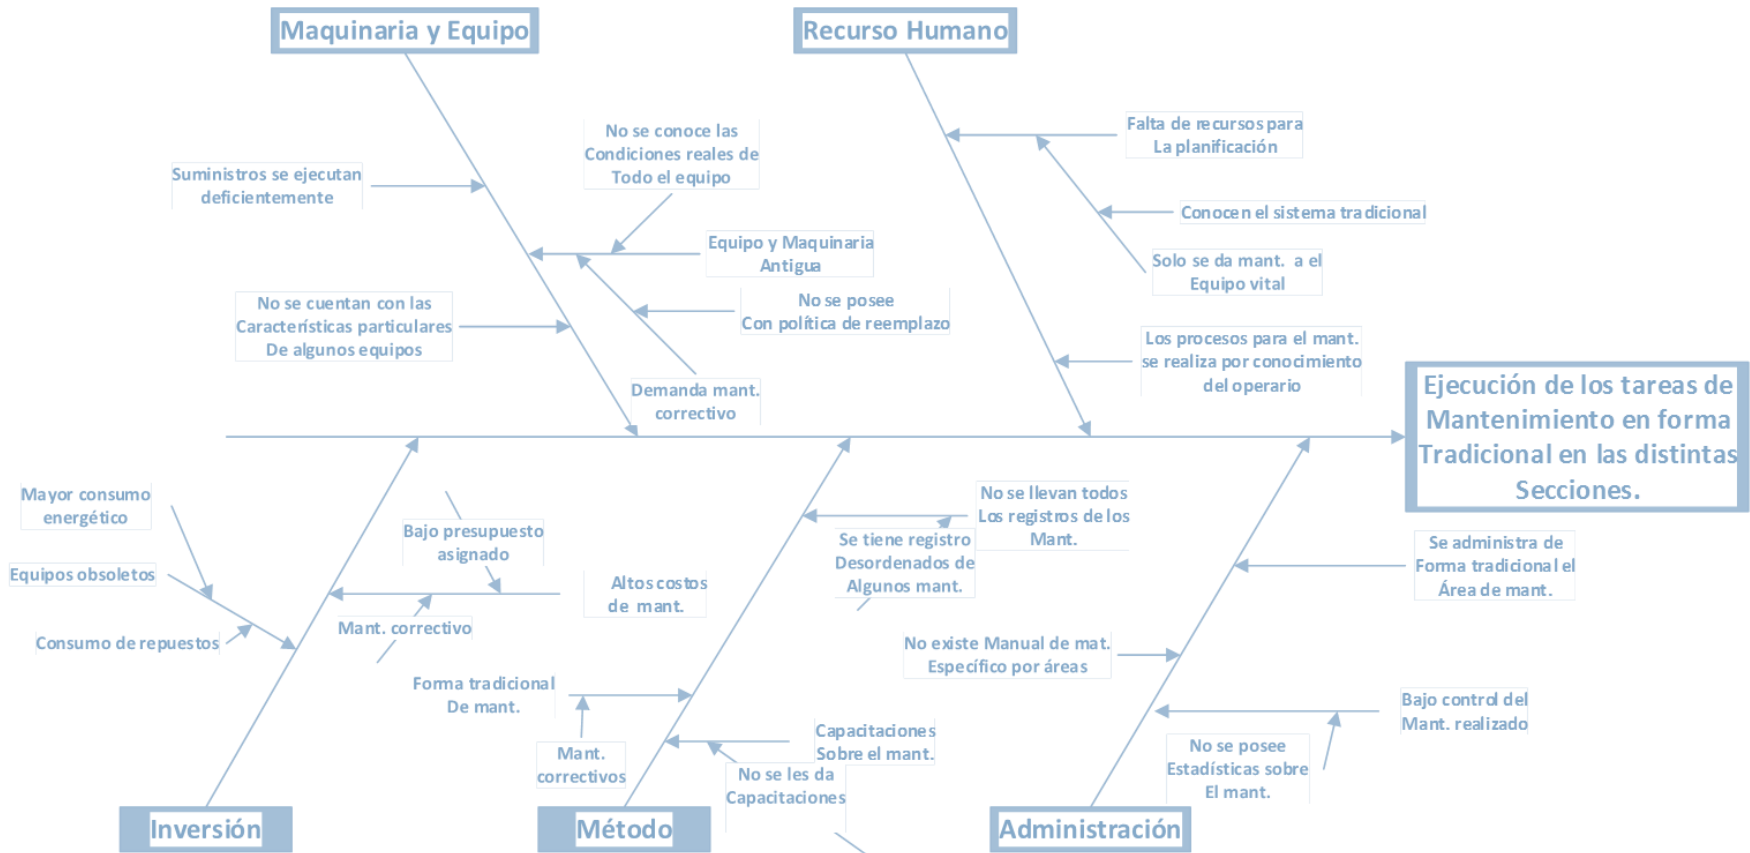 Maquinaria y Equipo
Recurso Humano
No se conoce las
Condiciones reales de
Todo el equipo
Falta de recursos para
La planificación
Suministros se ejecutan
deficientemente
Conocen el sistema tradicional
Equipo y Maquinaria
Antigua
Solo se da mant. a el
Equipo vital
No se cuentan con las
Características particulares
De algunos equipos
No se posee
Con política de reemplazo
Los procesos para el mant.
se realiza por conocimiento
del operario
Demanda mant.
correctivo
Ejecución de los tareas de
Mantenimiento en forma
Tradicional en las distintas
Secciones.
Mayor consumo
energético
Bajo presupuesto
asignado
No se llevan todos
Los registros de los
Mant.
Se tiene registro
Desordenados de
Algunos mant.
Se administra de
Forma tradicional el
Área de mant.
Equipos obsoletos
Altos costos
de mant.
Mant. correctivo
Consumo de repuestos
No existe Manual de mat.
Específico por áreas
Forma tradicional
De mant.
Bajo control del
Mant. realizado
Capacitaciones
Sobre el mant.
Mant.
correctivos
No se les da
Capacitaciones
No se posee
Estadísticas sobre
El mant.
Inversión
Método
Administración